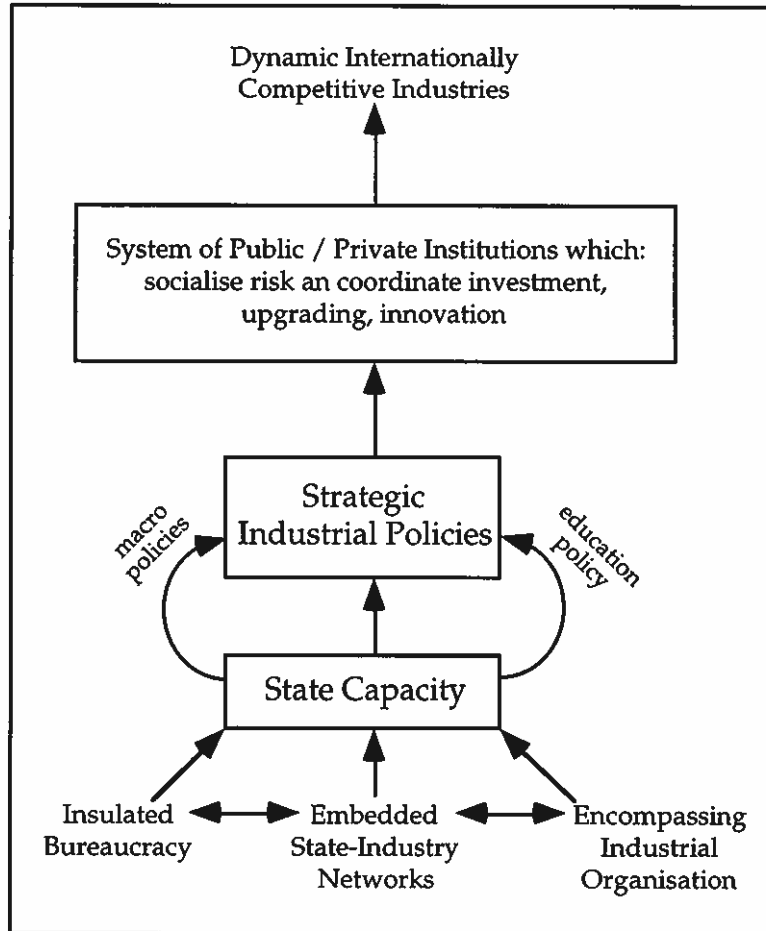 Dynamic Internationally
Competitive Industries
System of Public / Private Institutions which:
socialise risk an coordinate investment,
upgrading, innovation
Strategic
Industrial Policies
macro
policies
education
policy
State Capacity
Insulated
Bureaucracy
Embedded
State-Industry
Networks
Encompassing
Industrial
Organisation